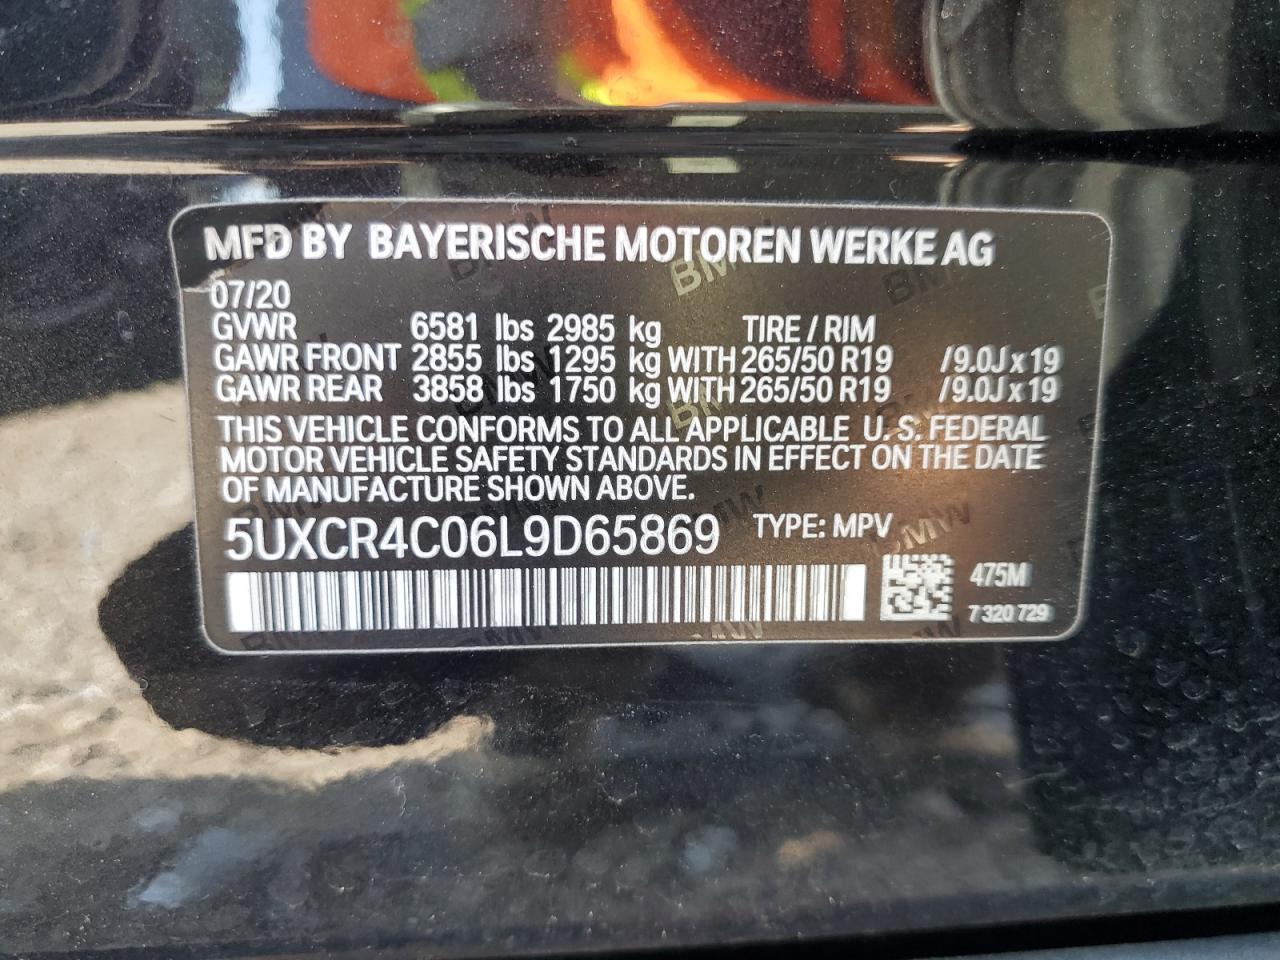 MFD BY BAYERISCHE MOTOREN WERKE AG
07/20
GVWR 6581 lbs 2985 kg TIRE / RIM
GAWR FRONT 2855 lbs 1295 kg WITH 265/50 R19 /9.0J x 19
GAWR REAR 3858 lbs 1750 kg WITH 265/50 R19 /9.0J x 19
THIS VEHICLE CONFORMS TO ALL APPLICABLE U. S. FEDERAL
MOTOR VEHICLE SAFETY STANDARDS IN EFFECT ON THE DATE
OF MANUFACTURE SHOWN ABOVE.
5UXCR4C06L9D65869 TYPE: MPV
475M
7 320 729